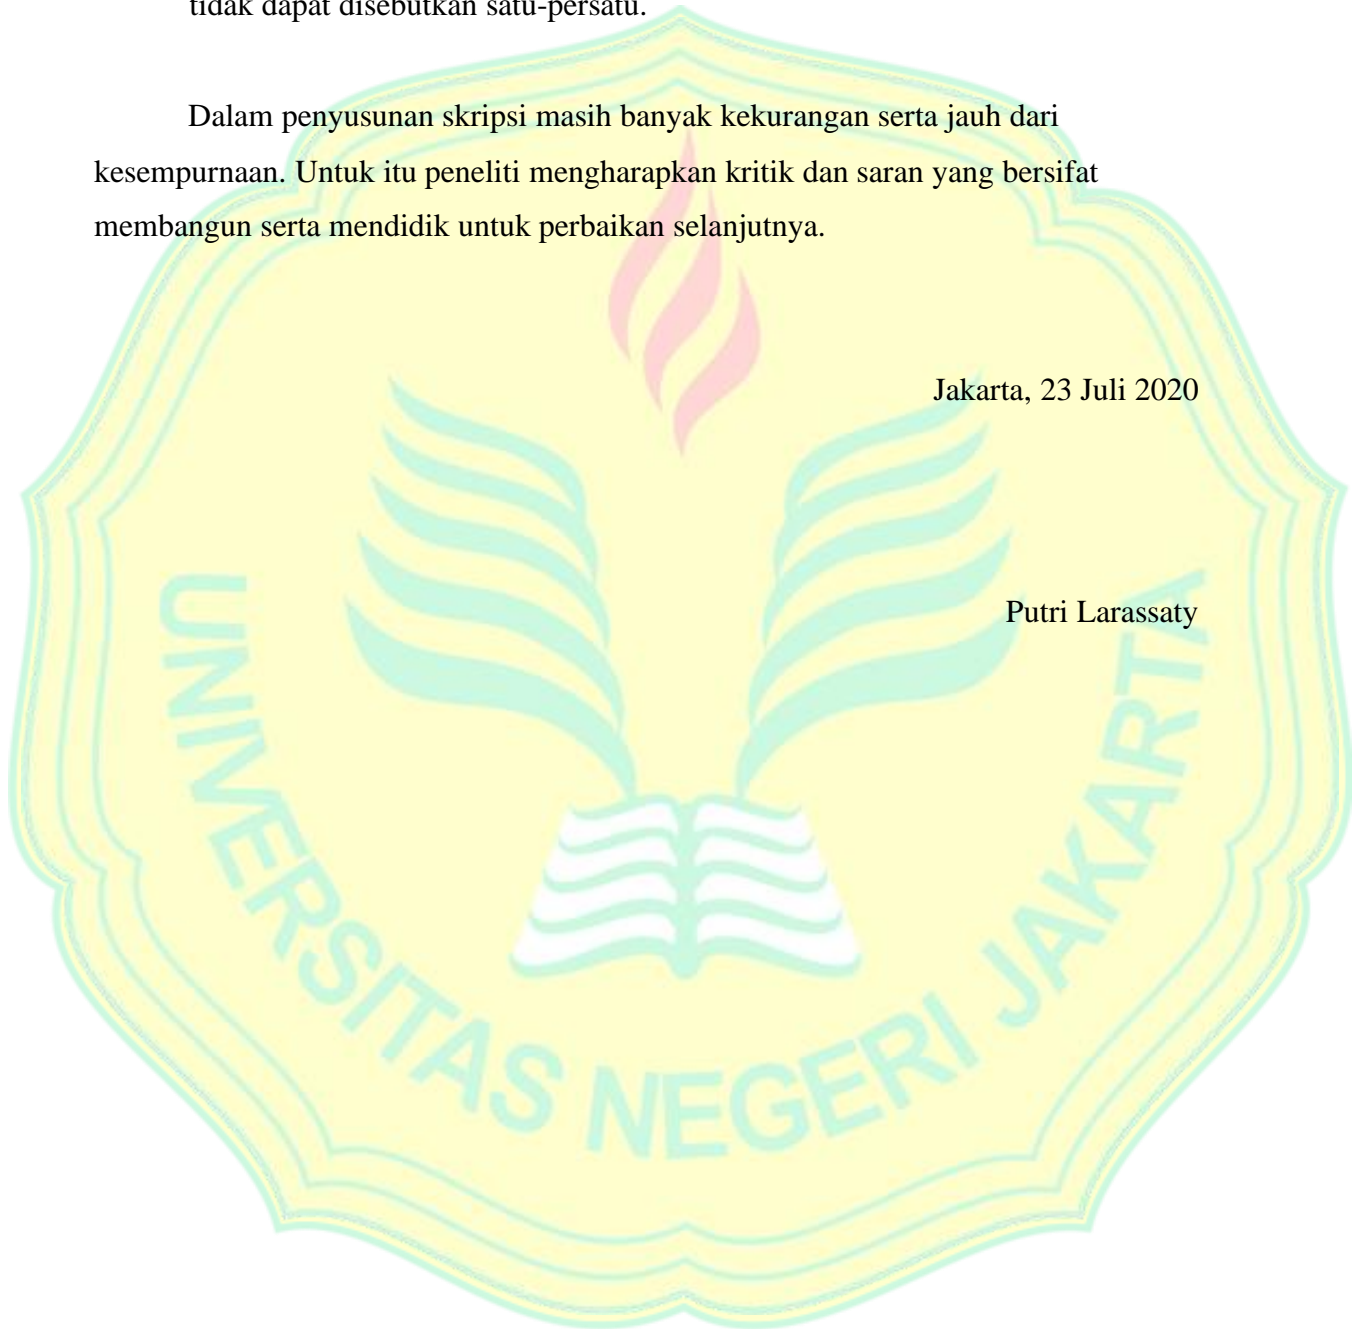 tidak dapat disebutkan satu-persatu.
Dalam penyusunan skripsi masih banyak kekurangan serta jauh dari
kesempurnaan. Untuk itu peneliti mengharapkan kritik dan saran yang bersifat
membangun serta mendidik untuk perbaikan selanjutnya.
Jakarta, 23 Juli 2020
Putri Larassaty
UNIVERSITAS NEGERI JAKARTA